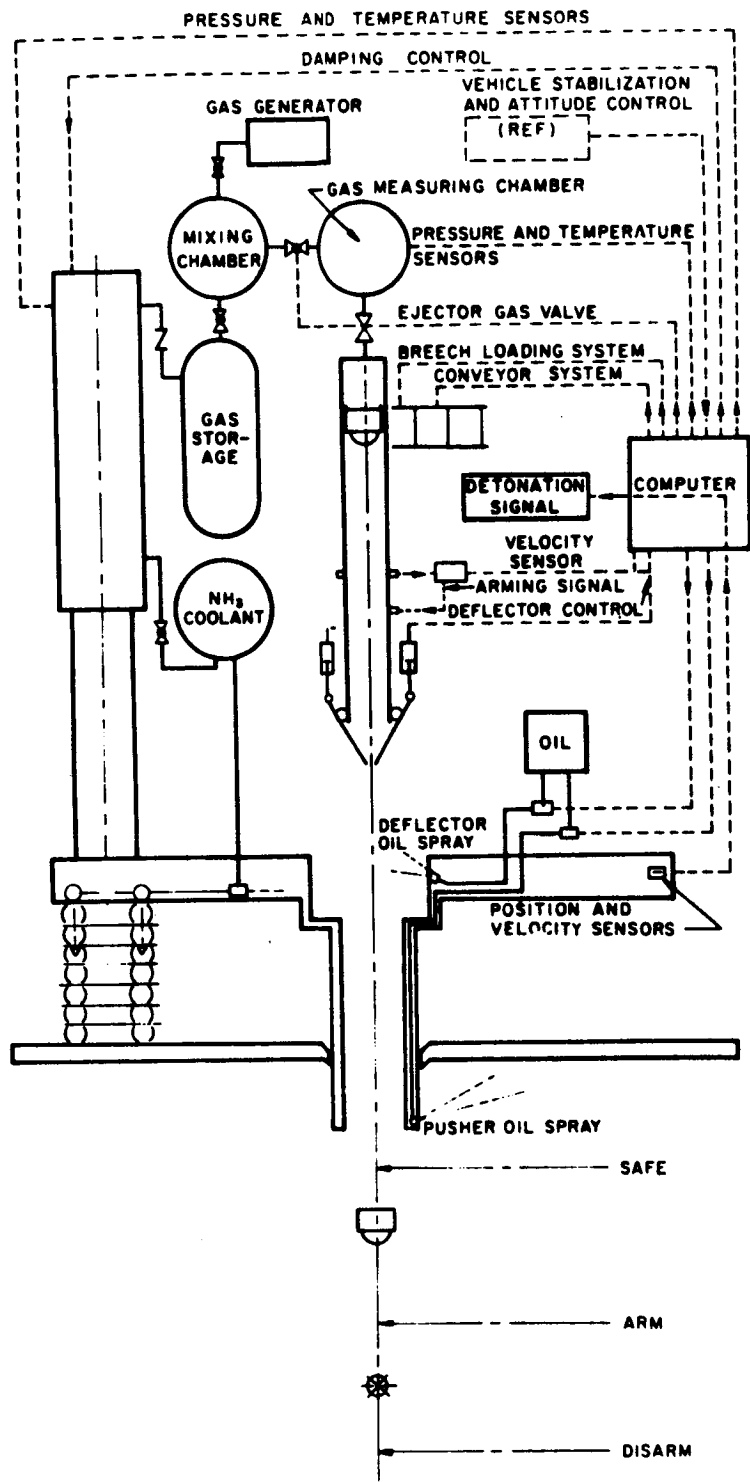 PRESSURE AND TEMPERATURE SENSORS
DAMPING CONTROL
VEHICLE STABILIZATION
AND ATTITUDE CONTROL
(REF)
GAS GENERATOR
GAS MEASURING CHAMBER
MIXING
CHAMBER
PRESSURE AND TEMPERATURE
SENSORS
EJECTOR GAS VALVE
BREECH LOADING SYSTEM
CONVEYOR SYSTEM
GAS
STOR-
AGE
DETONATION
SIGNAL
COMPUTER
VELOCITY
SENSOR
ARMING SIGNAL
DEFLECTOR CONTROL
NH₃
COOLANT
OIL
DEFLECTOR
OIL SPRAY
POSITION AND
VELOCITY SENSORS
PUSHER OIL SPRAY
SAFE
ARM
DISARM